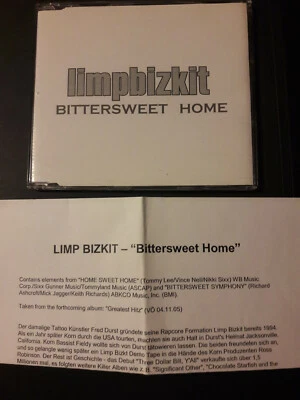 limpbizkit
BITTERSWEET HOME
LIMP BIZKIT – "Bittersweet Home"
Contains elements from "HOME SWEET HOME" (Tommy Lee/Vince Neil/Nikki Sixx) WB Music
Corp./Sixx Gunner Music/Tommyland Music (ASCAP) and "BITTERSWEET SYMPHONY" (Richard
Ashcroft/Mick Jagger/Keith Richards) ABKCO Music, Inc. (BMI).
Taken from the forthcoming album: "Greatest Hitz" (VÖ 04.11.05)
Der damalige Tattoo Künstler Fred Durst gründete seine Rapcore Formation Limp Bizkit bereits 1994.
Als ein Jahr später Korn durch die USA tourten, machten sie auch Halt in Durst's Heimat Jacksonville,
California. Korn Bassist Fieldy wollte sich von Durst tätowieren lassen. Die beiden freundeten sich an,
und so gelangte wenig später ein Limp Bizkit Demo Tape in die Hände des Korn Produzenten Ross
Robinson. Der Rest ist Geschichte - das Debüt "Three Dollar Bill, Y'All" verkaufte sich über 1,5
Millionen mal, es folgten weitere Killer Alben wie z. B. "Significant Other", "Chocolate Starfish and the